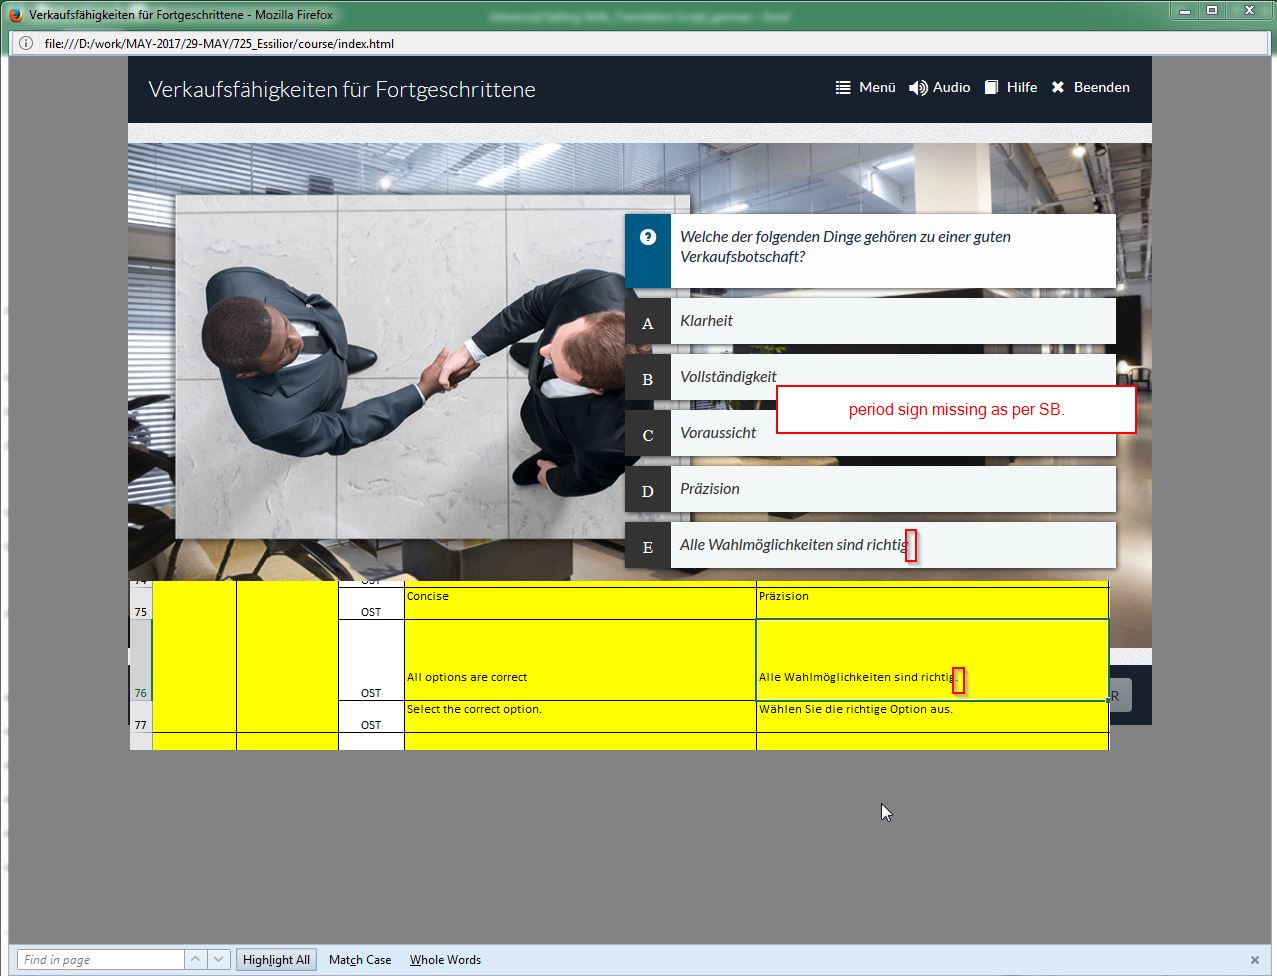 Verkaufsfähigkeiten für Fortgeschrittene - Mozilla Firefox
file:///D:/work/MAY-2017/29-MAY/725_Essilior/course/index.html
Verkaufsfähigkeiten für Fortgeschrittene
Menü Audio Hilfe Beenden
Welche der folgenden Dinge gehören zu einer guten
Verkaufsbotschaft?
A Klarheit
B Vollständigkeit
period sign missing as per SB.
C Voraussicht
D Präzision
E Alle Wahlmöglichkeiten sind richtig
Concise Präzision
75 OST
All options are correct Alle Wahlmöglichkeiten sind richtig.
76 OST
R
Select the correct option. Wählen Sie die richtige Option aus.
77 OST
Find in page Highlight All Match Case Whole Words